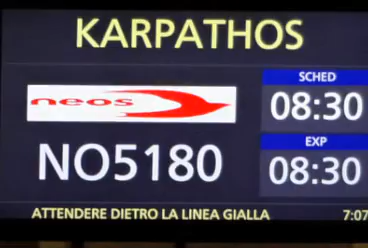 KARPATHOS
SCHED
neos 08:30
EXP
NO5180 08:30
ATTENDERE DIETRO LA LINEA GIALLA 7:07